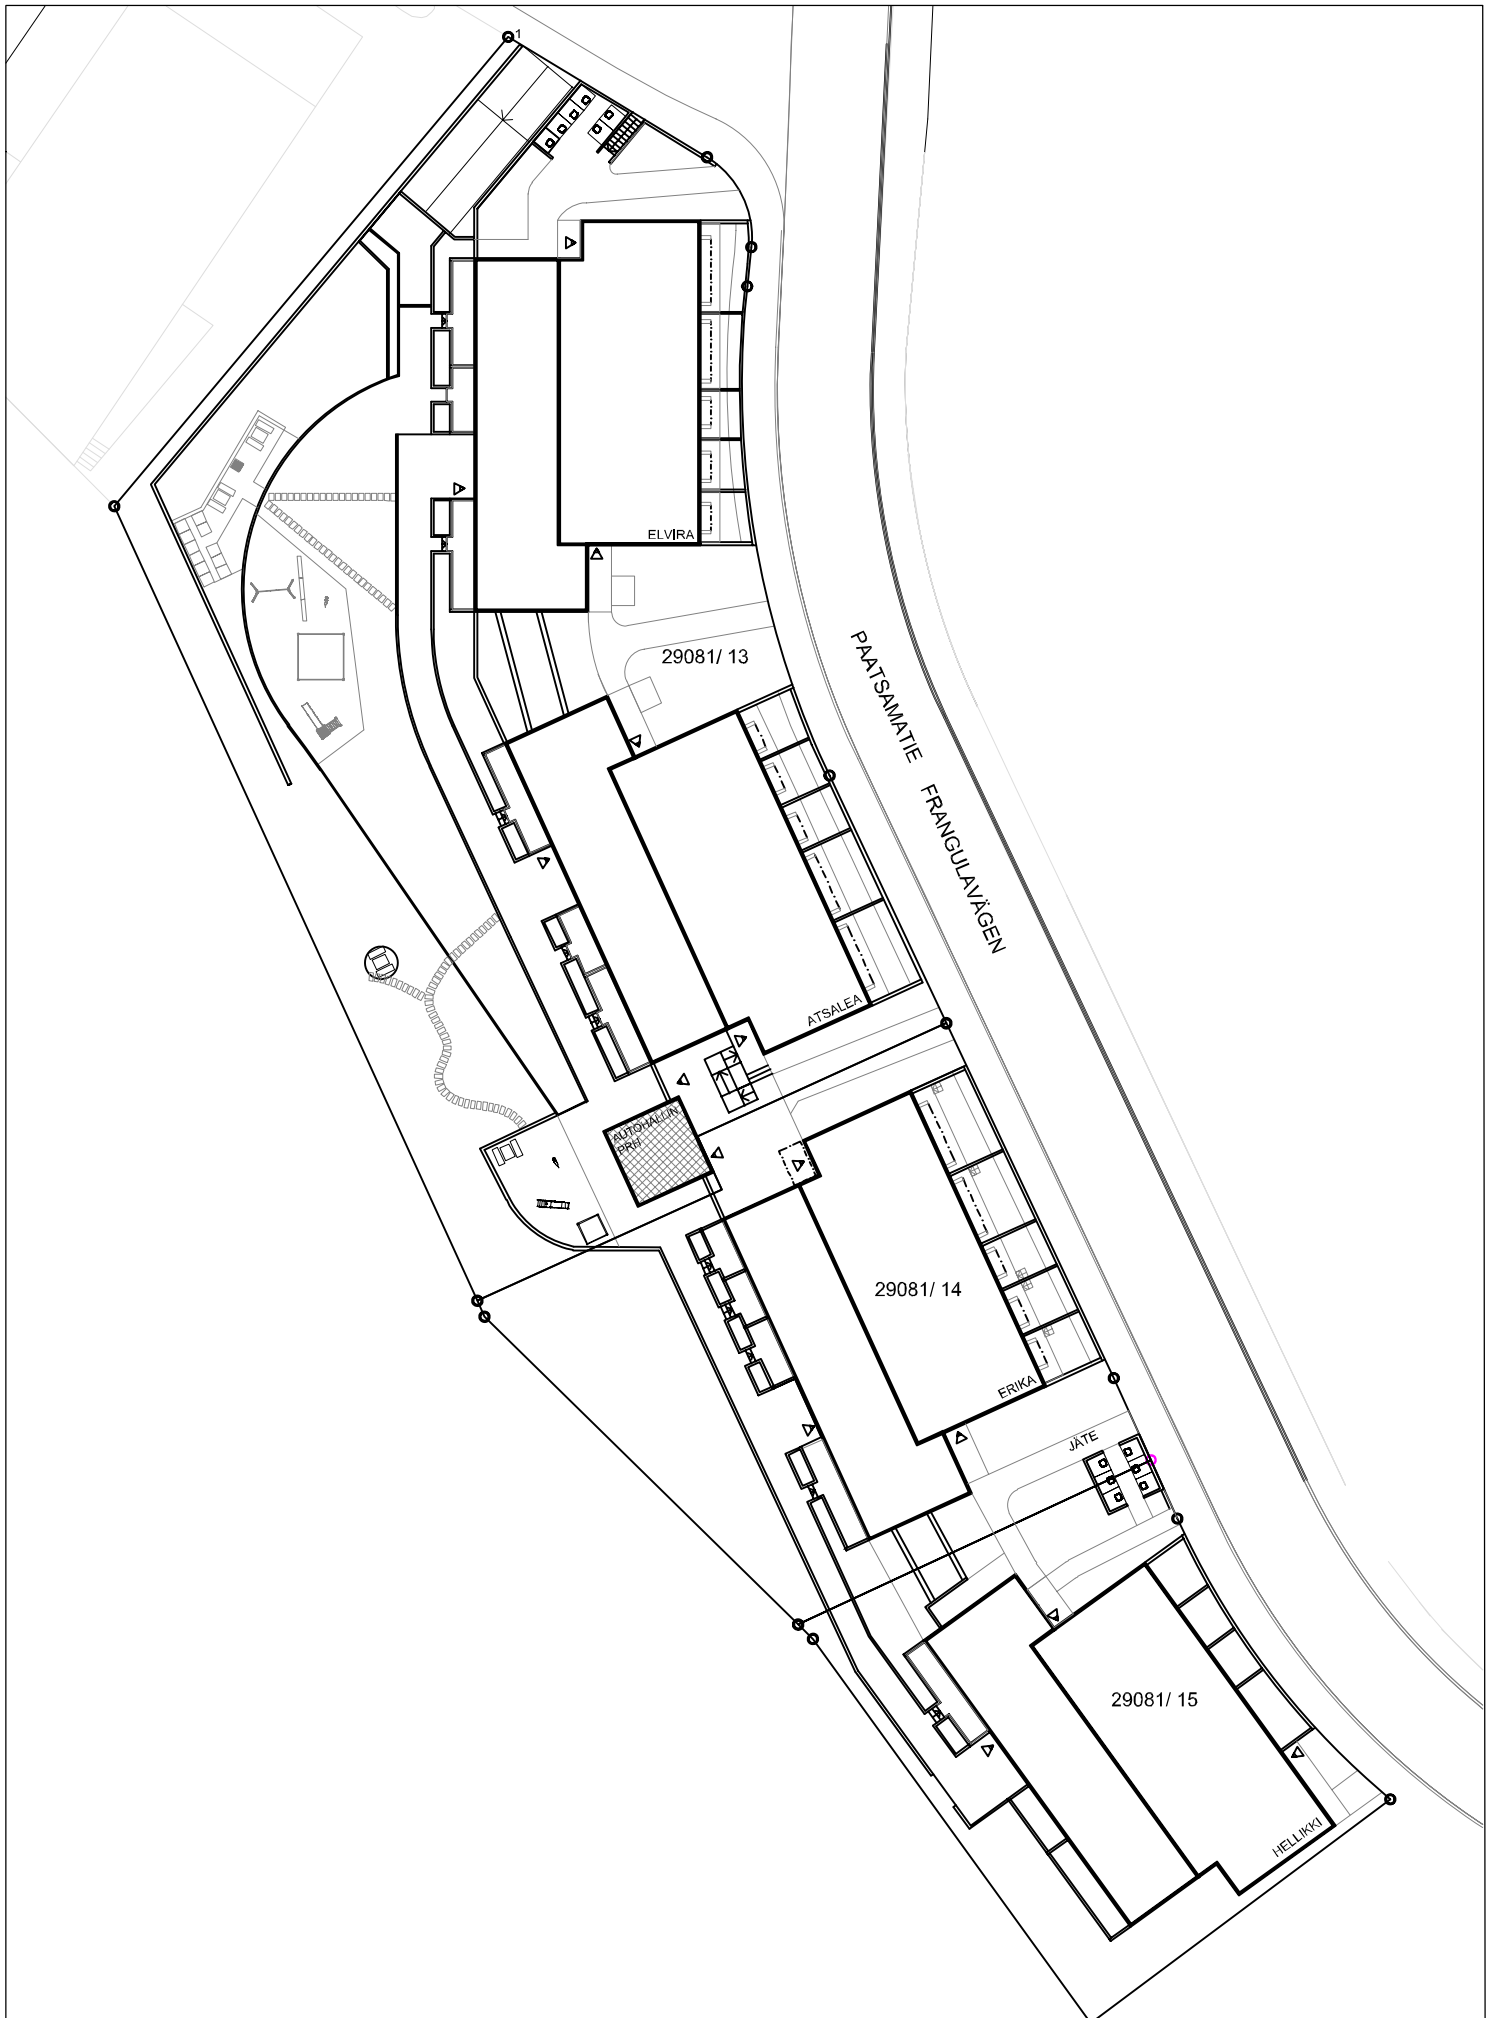 1
ELVIRA
29081/ 13
PAATSAMATIE FRANGULAVÄGEN
ATSALEA
AUTOHALLIN
PRH
29081/ 14
ERIKA
JÄTE
29081/ 15
HELLIKKI